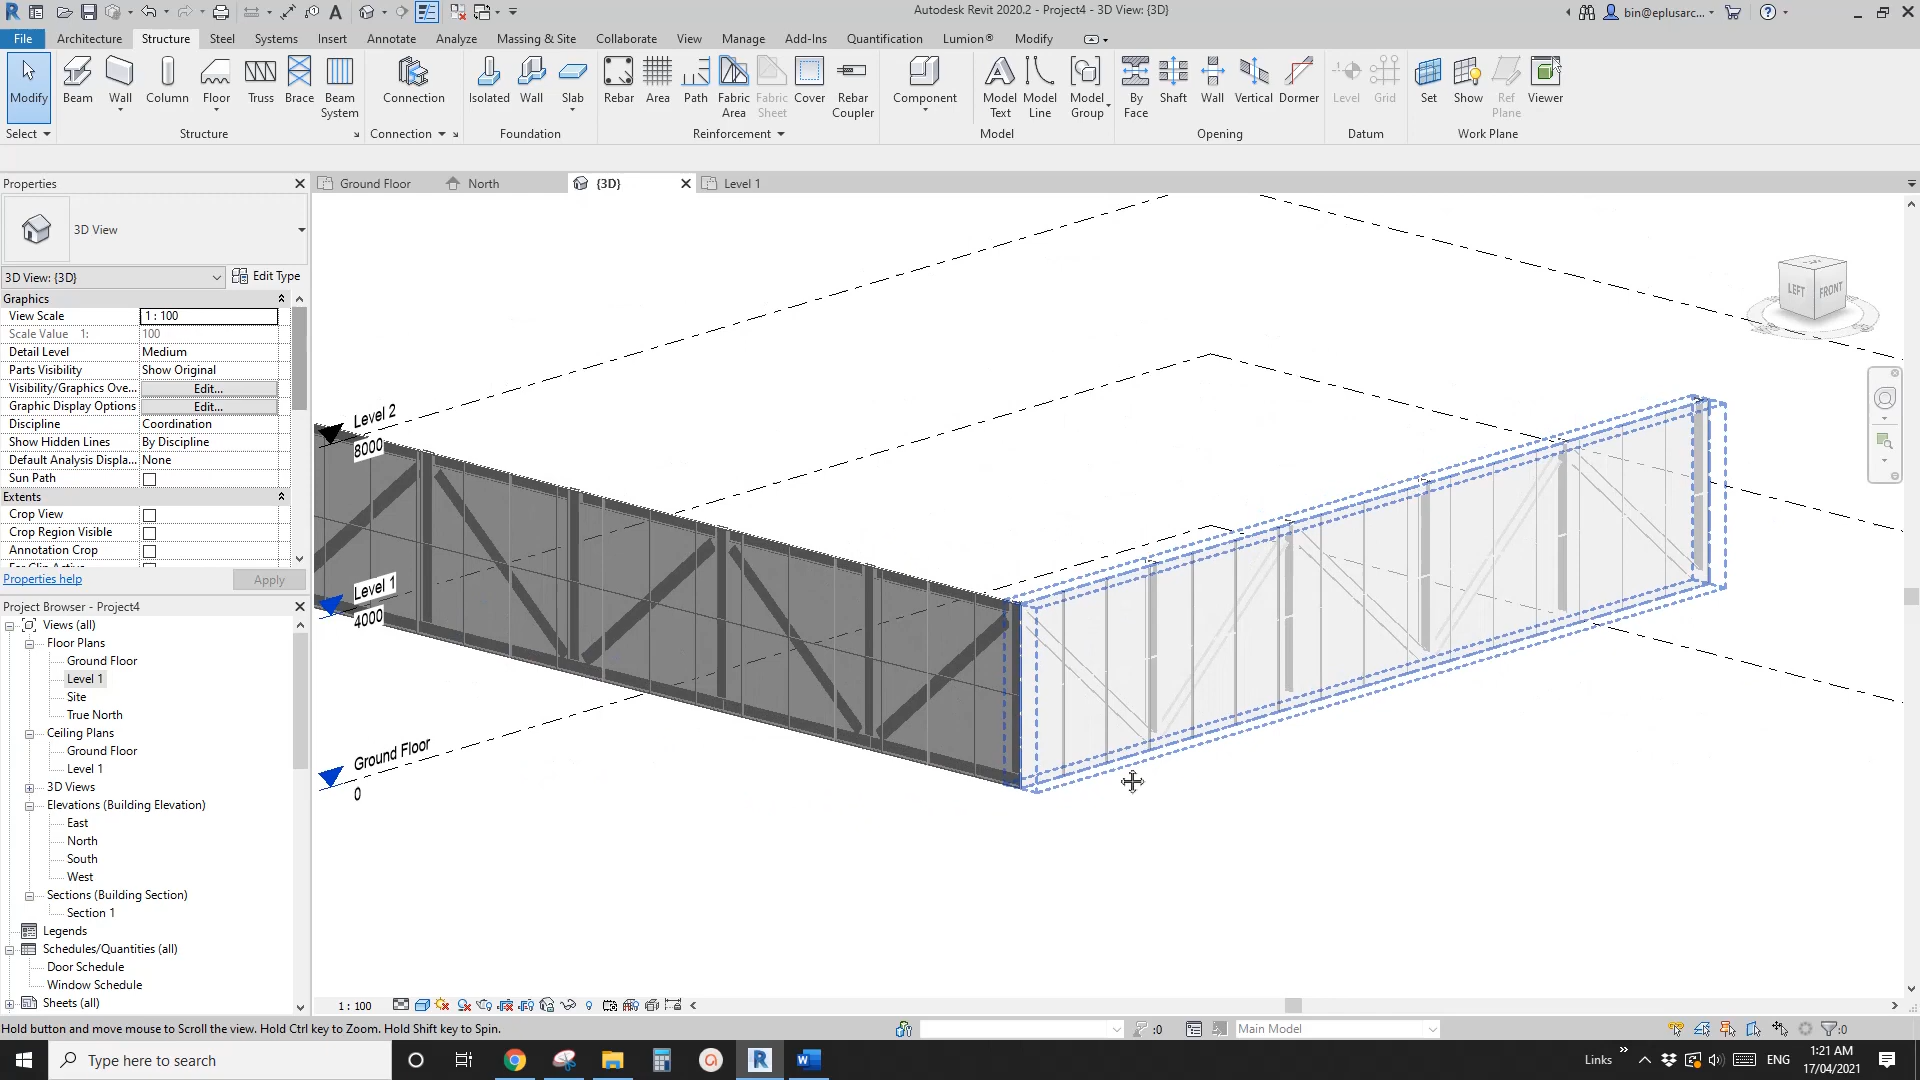 Autodesk Revit 2020.2 - Project4 - 3D View: {3D}
bin@eplusarc...
File Architecture Structure Steel Systems Insert Annotate Analyze Massing & Site Collaborate View Manage Add-Ins Quantification Lumion® Modify
Modify Beam Wall Column Floor Truss Brace Beam System Connection Isolated Wall Slab Rebar Area Path Fabric Area Fabric Sheet Cover Rebar Coupler Component Model Text Model Line Model Group By Face Shaft Wall Vertical Dormer Level Grid Set Show Ref Plane Viewer
Select Structure Connection Foundation Reinforcement Model Opening Datum Work Plane
Properties
Ground Floor North {3D} Level 1
3D View
3D View: {3D} Edit Type
Graphics
View Scale 1 : 100
Scale Value 1: 100
Detail Level Medium
Parts Visibility Show Original
Visibility/Graphics Ove... Edit...
Graphic Display Options Edit...
Discipline Coordination
Show Hidden Lines By Discipline
Default Analysis Displa... None
Sun Path
Extents
Crop View
Crop Region Visible
Annotation Crop
Properties help Apply
Project Browser - Project4
Views (all)
Floor Plans
Ground Floor
Level 1
Site
True North
Ceiling Plans
Ground Floor
Level 1
3D Views
Elevations (Building Elevation)
East
North
South
West
Sections (Building Section)
Section 1
Legends
Schedules/Quantities (all)
Door Schedule
Window Schedule
Sheets (all)
LEFT FRONT
Level 2
8000
Level 1
4000
Ground Floor
0
1 : 100
Hold button and move mouse to Scroll the view. Hold Ctrl key to Zoom. Hold Shift key to Spin.
:0 Main Model :0
Type here to search
Links ENG
1:21 AM
17/04/2021